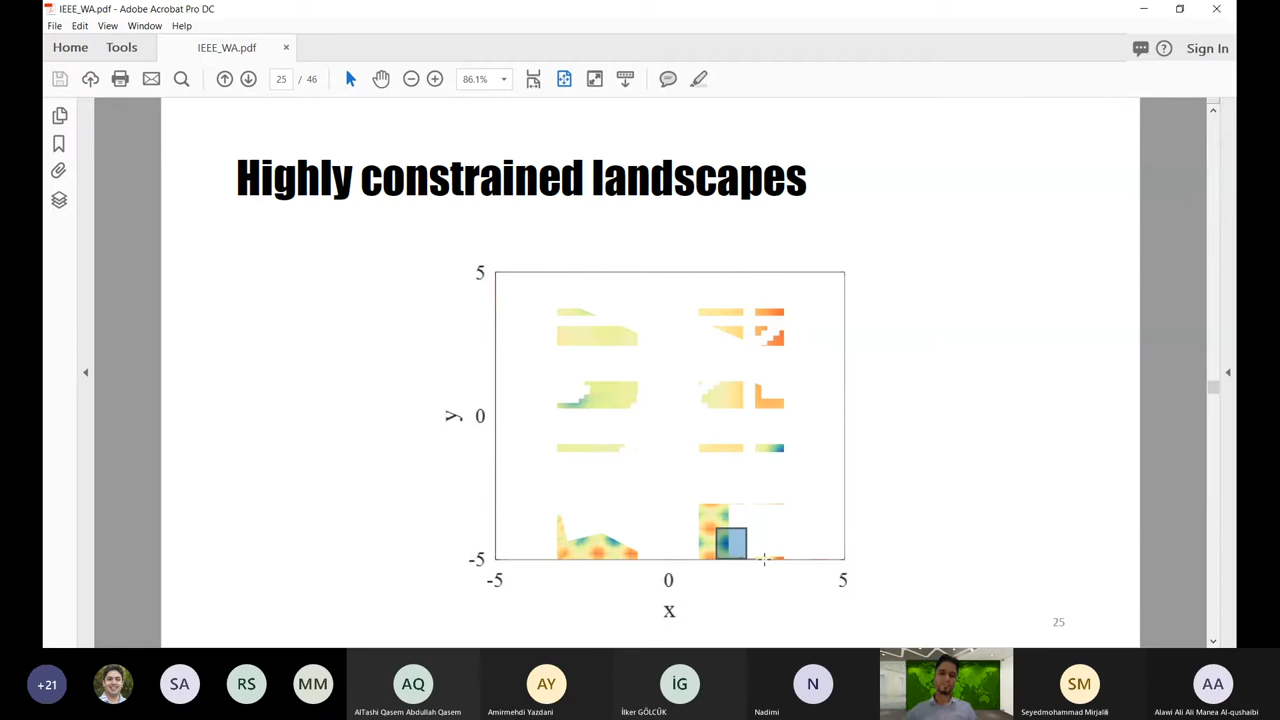 IEEE_WA.pdf - Adobe Acrobat Pro DC
File Edit View Window Help
Home Tools IEEE_WA.pdf × Sign In
25 / 46 86.1%
Highly constrained landscapes
5
y 0
-5
-5 0 5
x
25
+21 SA RS MM AQ AY İG N SM AA
AlTashi Qasem Abdullah Qasem Amirmehdi Yazdani İlker GÖLCÜK Nadimi Seyedmohammad Mirjalili Alawi Ali Ali Manea Al-qushaibi